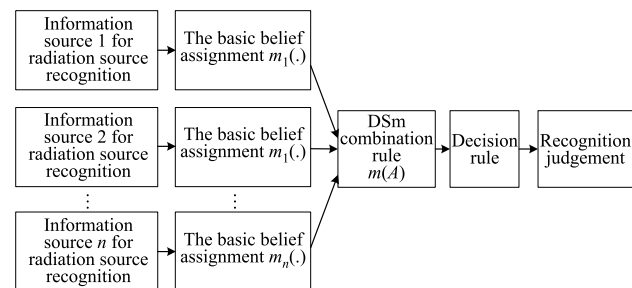 Information
source 1 for
radiation source
recognition
The basic belief
assignment m₁(.)
Information
source 2 for
radiation source
recognition
The basic belief
assignment m₁(.)
⋮
⋮
Information
source n for
radiation source
recognition
The basic belief
assignment mₙ(.)
DSm
combination
rule
m(A)
Decision
rule
Recognition
judgement